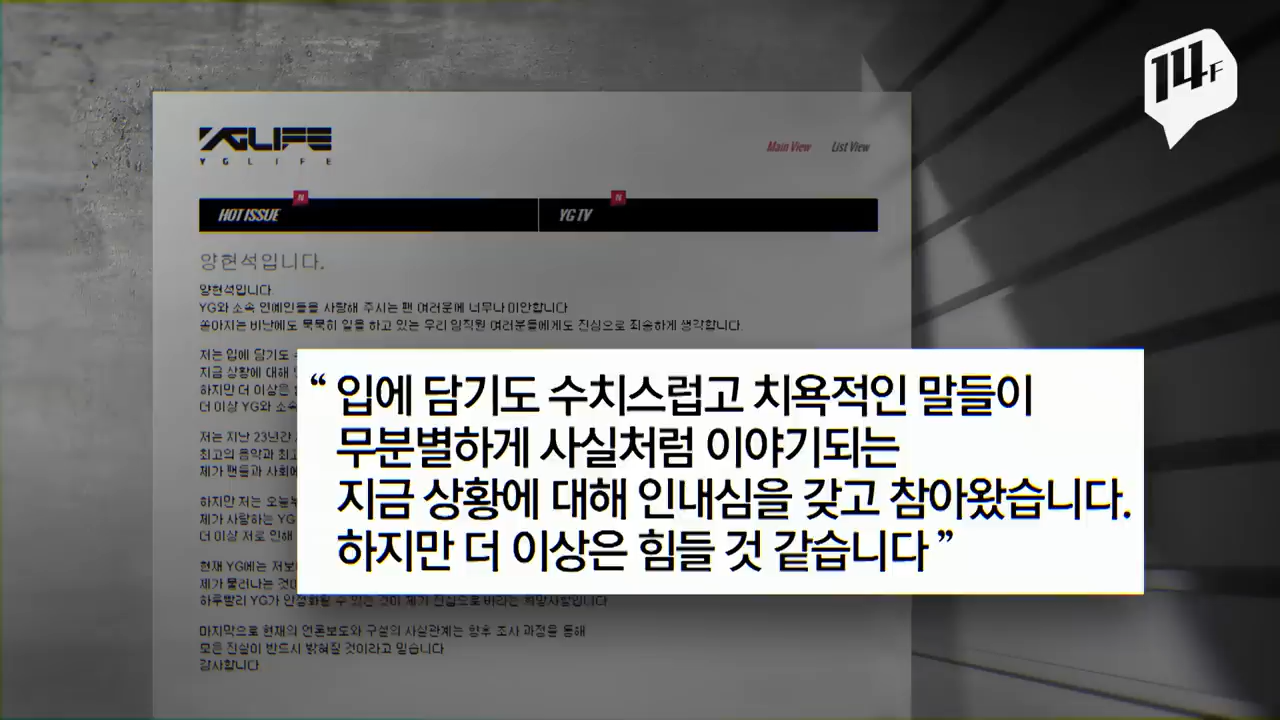 14F
YGLIFE
YGLIFE
Main View List View
N N
HOT ISSUE YG TV
양현석입니다.
양현석입니다.
YG와 소속 연예인들을 사랑해 주시는 팬 여러분께 너무나 미안합니다
쏟아지는 비난에도 묵묵히 일을 하고 있는 우리 임직원 여러분들에게도 진심으로 죄송하게 생각합니다.
저는 입에 담기도
지금 상황에 대해
하지만 더 이상은
더 이상 YG와 소속
“ 입에 담기도 수치스럽고 치욕적인 말들이
무분별하게 사실처럼 이야기되는
지금 상황에 대해 인내심을 갖고 참아왔습니다.
하지만 더 이상은 힘들 것 같습니다 ”
저는 지난 23년간
최고의 음악과 최고
제가 팬들과 사회에
하지만 저는 오늘부
제가 사랑하는 YG
더 이상 저로 인해
현재 YG에는 저보
제가 물러나는 것이
하루빨리 YG가 안정화될 수 있는 것이 제가 진심으로 바라는 희망사항입니다
마지막으로 현재의 언론보도와 구설의 사실관계는 향후 조사 과정을 통해
모든 진실이 반드시 밝혀질 것이라고 믿습니다
감사합니다.